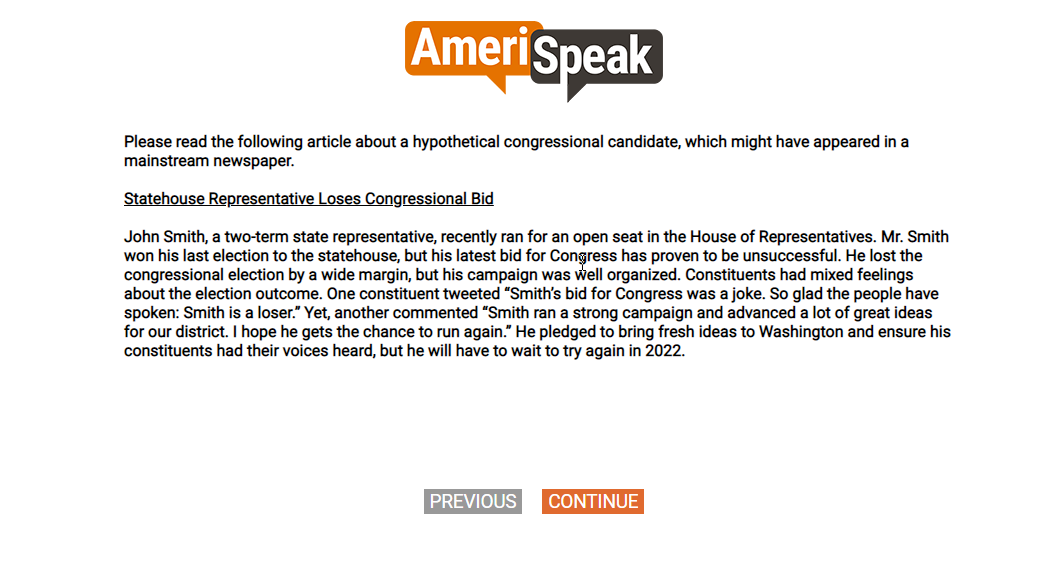 Ameri
Speak
Please read the following article about a hypothetical congressional candidate, which might have appeared in a
mainstream newspaper.
Statehouse Representative Loses Congressional Bid
John Smith, a two-term state representative, recently ran for an open seat in the House of Representatives. Mr. Smith
won his last election to the statehouse, but his latest bid for Congress has proven to be unsuccessful. He lost the
congressional election by a wide margin, but his campaign was well organized. Constituents had mixed feelings
about the election outcome. One constituent tweeted “Smith’s bid for Congress was a joke. So glad the people have
spoken: Smith is a loser.” Yet, another commented “Smith ran a strong campaign and advanced a lot of great ideas
for our district. I hope he gets the chance to run again.” He pledged to bring fresh ideas to Washington and ensure his
constituents had their voices heard, but he will have to wait to try again in 2022.
PREVIOUS CONTINUE